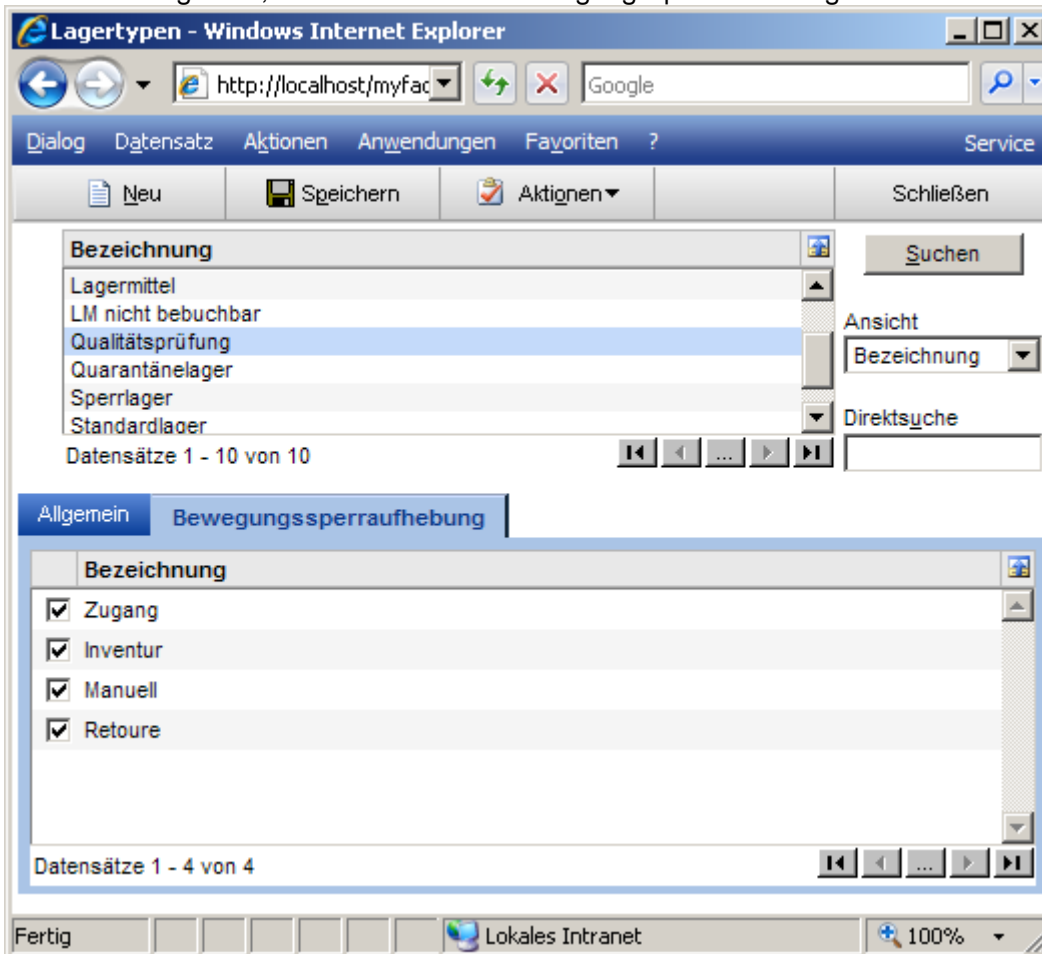 Lagertypen - Windows Internet Explorer
http://localhost/myfac
Google
Dialog Datensatz Aktionen Anwendungen Favoriten ? Service
Neu Speichern Aktionen Schließen
Bezeichnung
Suchen
Lagermittel
LM nicht bebuchbar
Ansicht
Qualitätsprüfung
Bezeichnung
Quarantänelager
Sperrlager
Direktsuche
Standardlager
Datensätze 1 - 10 von 10
...
Allgemein Bewegungssperraufhebung
Bezeichnung
Zugang
Inventur
Manuell
Retoure
Datensätze 1 - 4 von 4
...
Fertig Lokales Intranet 100%